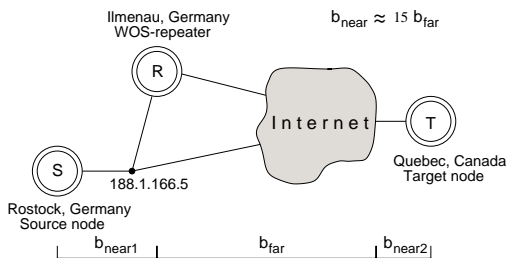 Ilmenau, Germany
WOS-repeater
b_near ≈ 15 b_far
R
Internet
T
S
188.1.166.5
Quebec, Canada
Target node
Rostock, Germany
Source node
b_near1
b_far
b_near2